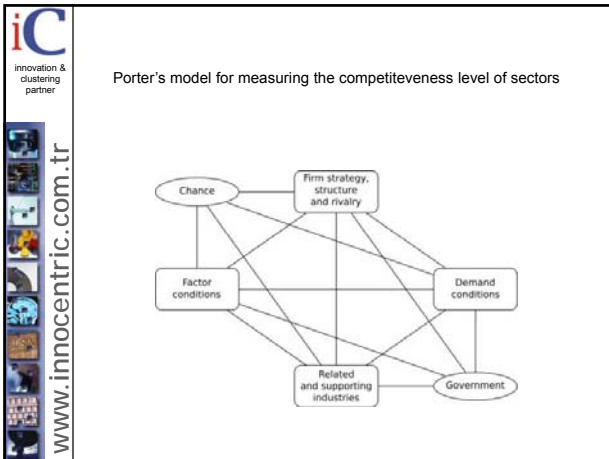 iC
innovation &
clustering
partner
www.innocentric.com.tr
Porter's model for measuring the competiteveness level of sectors
Chance
Firm strategy,
structure
and rivalry
Factor
conditions
Demand
conditions
Related
and supporting
industries
Government